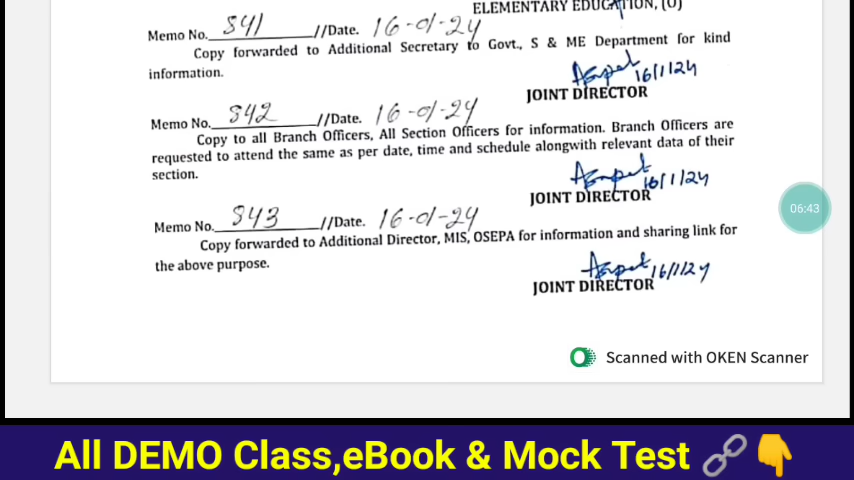 ELEMENTARY EDUCATION, (O)
Memo No. 841 //Date. 16-01-24
Copy forwarded to Additional Secretary to Govt., S & ME Department for kind
information.
16/1/24
JOINT DIRECTOR
Memo No. 842 //Date. 16-01-24
Copy to all Branch Officers, All Section Officers for information. Branch Officers are
requested to attend the same as per date, time and schedule alongwith relevant data of their
section.
16/1/24
JOINT DIRECTOR
06:43
Memo No. 843 //Date. 16-01-24
Copy forwarded to Additional Director, MIS, OSEPA for information and sharing link for
the above purpose.
16/1/24
JOINT DIRECTOR
Scanned with OKEN Scanner
All DEMO Class,eBook & Mock Test 🔗👇